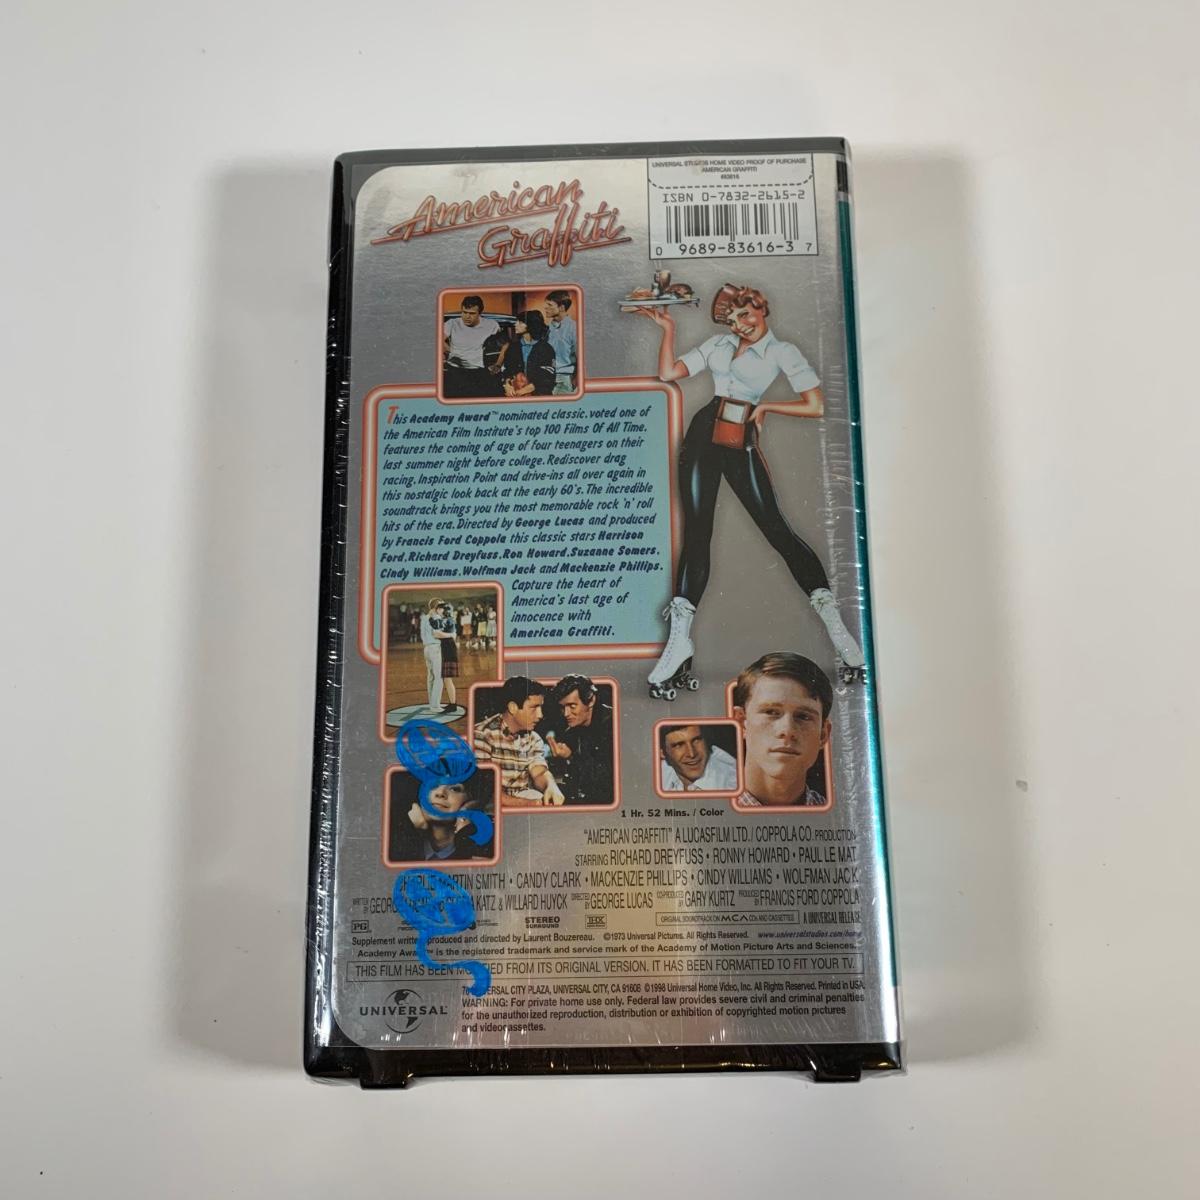 American
Graffiti
UNIVERSAL STUDIOS HOME VIDEO PROOF OF PURCHASE
AMERICAN GRAFFITI
ISBN 0-7832-2615-2
0 9689-83616-3 7
This Academy Award™ nominated classic, voted one of
the American Film Institute's top 100 Films Of All Time,
features the coming of age of four teenagers on their
last summer night before college. Rediscover drag
racing, Inspiration Point and drive-ins all over again in
this nostalgic look back at the early 60's. The incredible
soundtrack brings you the most memorable rock 'n' roll
hits of the era. Directed by George Lucas and produced
by Francis Ford Coppola this classic stars Harrison
Ford, Richard Dreyfuss, Ron Howard, Suzanne Somers,
Cindy Williams, Wolfman Jack and Mackenzie Phillips.
Capture the heart of
America's last age of
innocence with
American Graffiti.
1 Hr. 52 Mins. / Color
"AMERICAN GRAFFITI" A LUCASFILM LTD./COPPOLA CO. PRODUCTION
STARRING RICHARD DREYFUSS • RONNY HOWARD • PAUL LE MAT
MARTIN SMITH • CANDY CLARK • MACKENZIE PHILLIPS • CINDY WILLIAMS • WOLFMAN JACK
WRITTEN BY KATZ & WILLARD HUYCK DIRECTED BY GEORGE LUCAS CO-PRODUCED BY GARY KURTZ PRODUCED BY FRANCIS FORD COPPOLA
PG STEREO SURROUND THX ORIGINAL SOUNDTRACK ON MCA CDs AND CASSETTES A UNIVERSAL RELEASE
Supplement written, produced and directed by Laurent Bouzereau. ©1973 Universal Pictures. All Rights Reserved. www.universalstudios.com/home
Academy Award™ is the registered trademark and service mark of the Academy of Motion Picture Arts and Sciences.
THIS FILM HAS BEEN MODIFIED FROM ITS ORIGINAL VERSION. IT HAS BEEN FORMATTED TO FIT YOUR TV.
UNIVERSAL CITY PLAZA, UNIVERSAL CITY, CA 91608 ©1998 Universal Home Video, Inc. All Rights Reserved. Printed in USA.
UNIVERSAL
WARNING: For private home use only. Federal law provides severe civil and criminal penalties
for the unauthorized reproduction, distribution or exhibition of copyrighted motion pictures
and videocassettes.